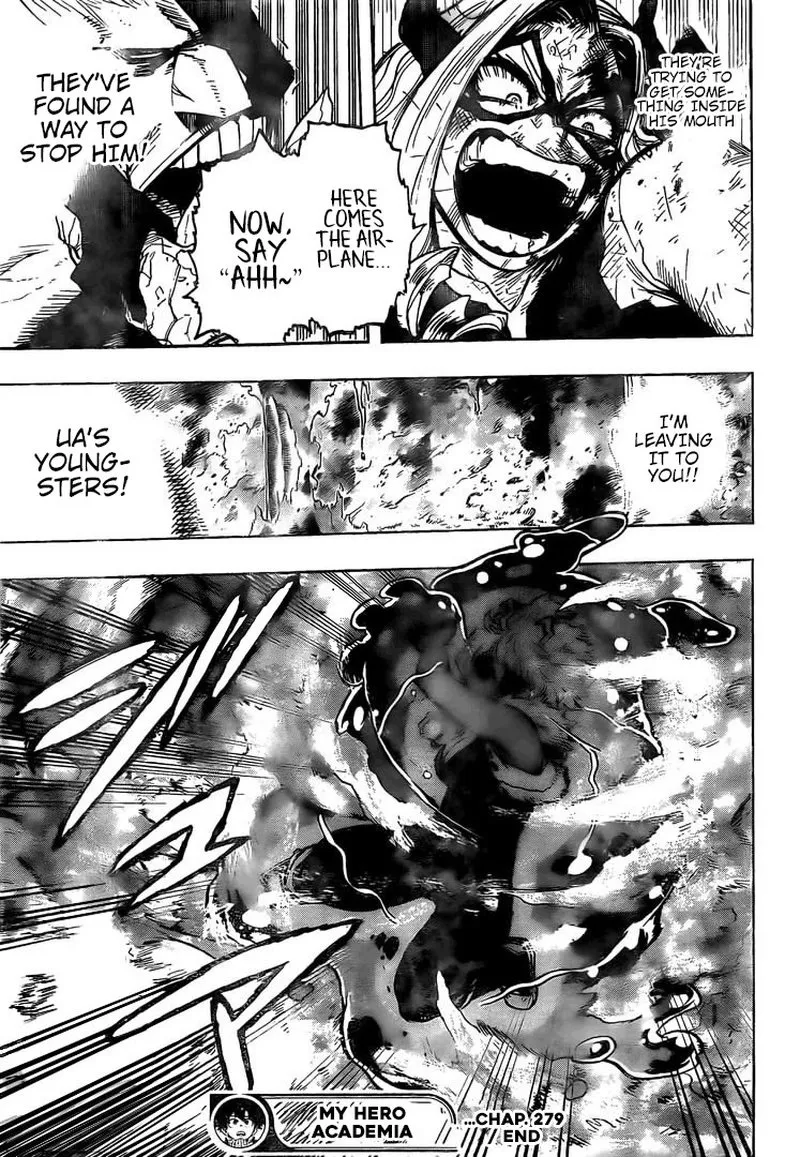 THEY'RE
TRYING TO
GET SOME-
THING INSIDE
HIS MOUTH
HERE
COMES
THE AIR-
PLANE...
NOW,
SAY
“AHH~”
THEY'VE
FOUND A
WAY TO
STOP HIM!
I'M
LEAVING
IT TO
YOU!!
UA'S
YOUNG-
STERS!
MY HERO
ACADEMIA
...CHAP. 279
END